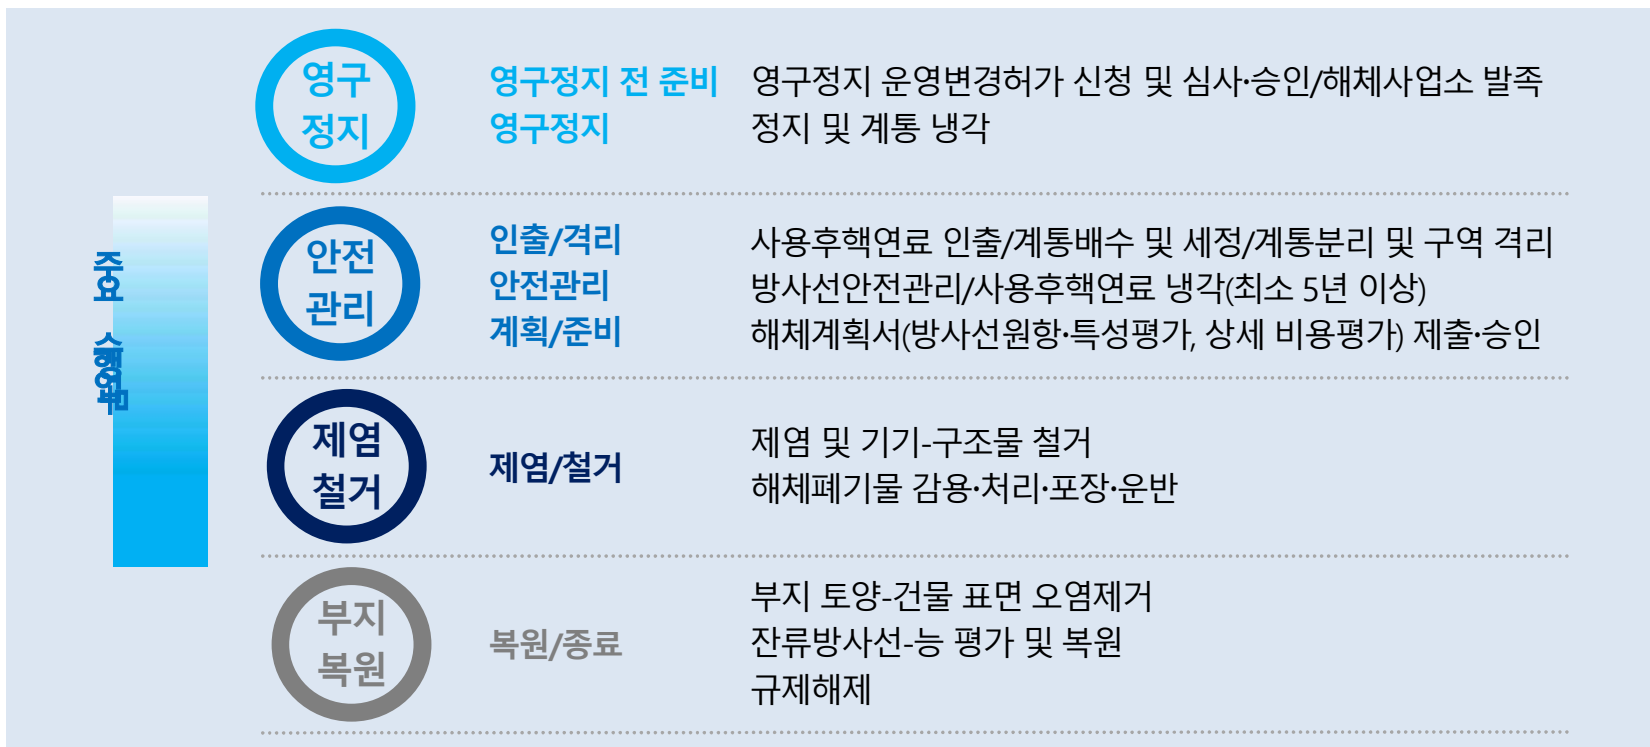 주요 수행업무
영구
정지
영구정지 전 준비 영구정지 운영변경허가 신청 및 심사·승인/해체사업소 발족
영구정지 정지 및 계통 냉각
안전
관리
인출/격리 사용후핵연료 인출/계통배수 및 세정/계통분리 및 구역 격리
안전관리 방사선안전관리/사용후핵연료 냉각(최소 5년 이상)
계획/준비 해체계획서(방사선원항·특성평가, 상세 비용평가) 제출·승인
제염
철거
제염/철거
제염 및 기기-구조물 철거
해체폐기물 감용·처리·포장·운반
부지
복원
복원/종료
부지 토양-건물 표면 오염제거
잔류방사선-능 평가 및 복원
규제해제